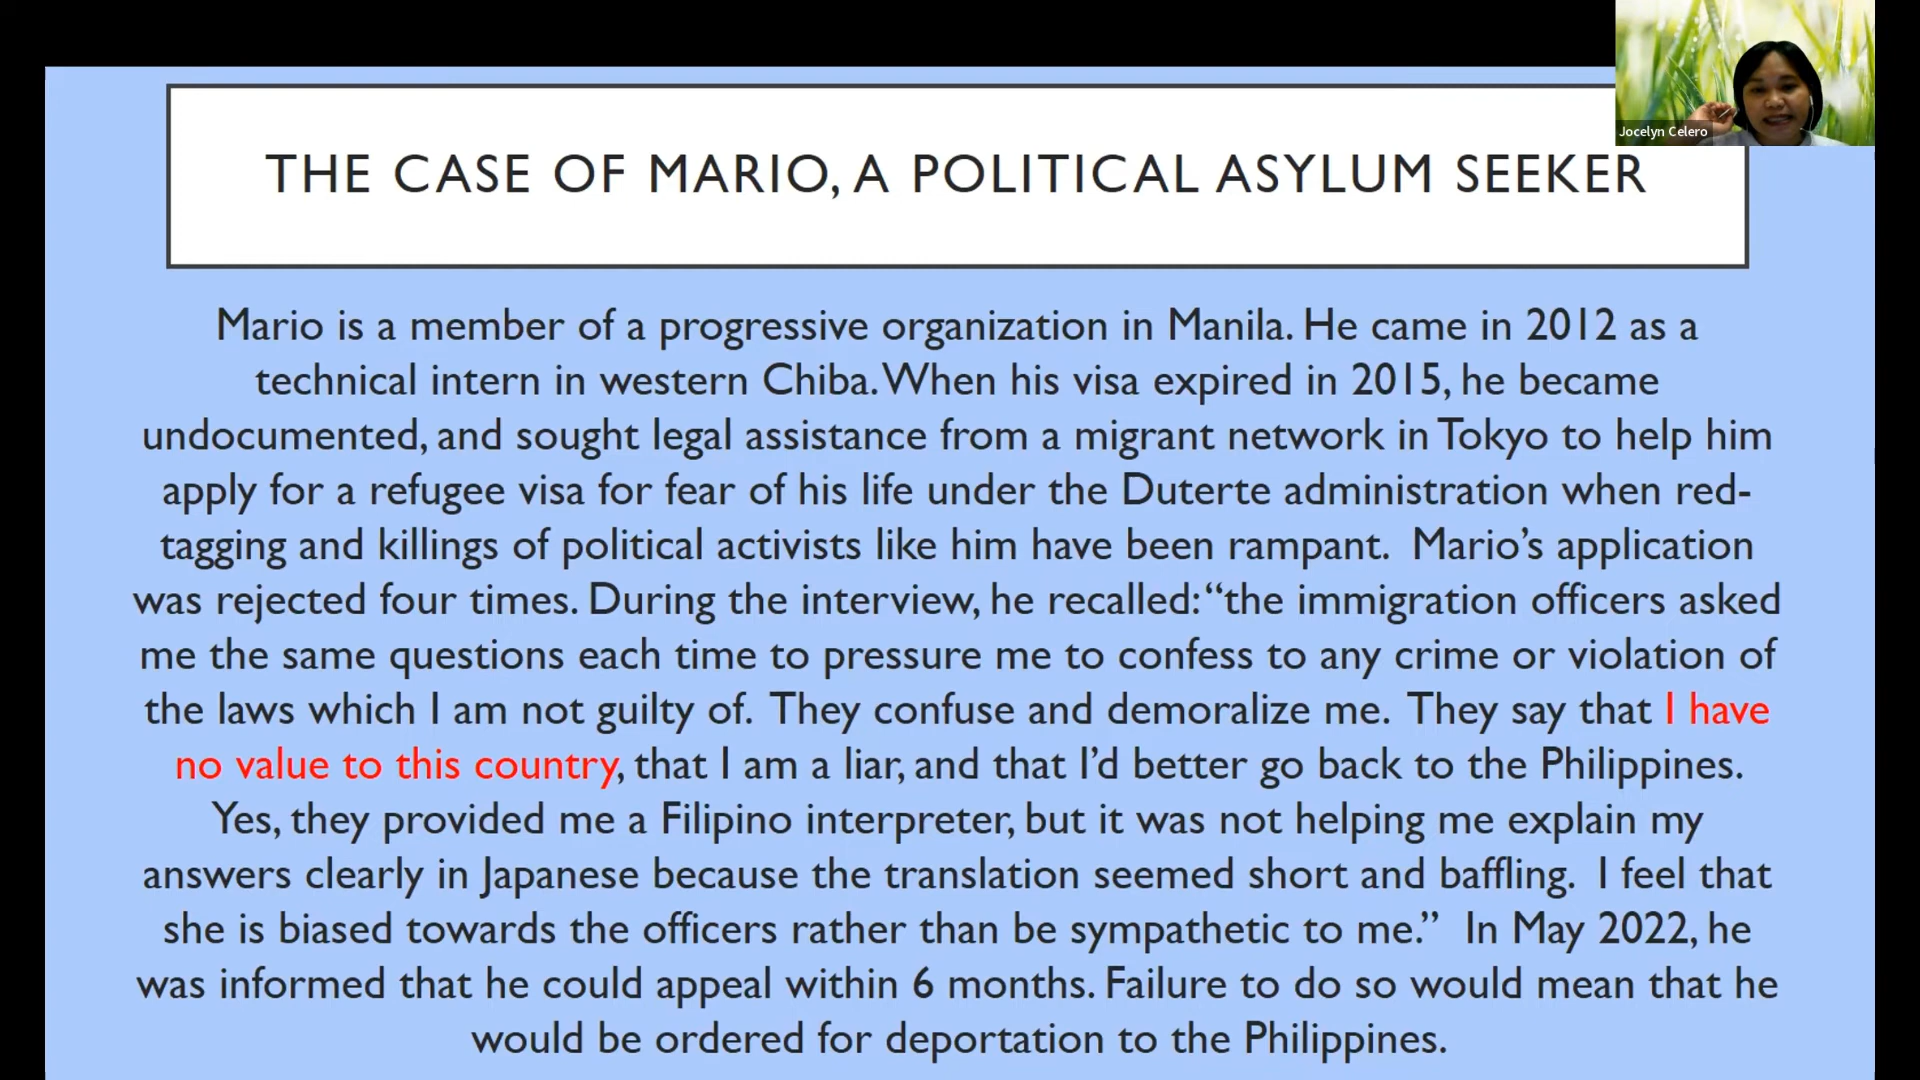 Jocelyn Celero
THE CASE OF MARIO, A POLITICAL ASYLUM SEEKER
Mario is a member of a progressive organization in Manila. He came in 2012 as a
technical intern in western Chiba. When his visa expired in 2015, he became
undocumented, and sought legal assistance from a migrant network in Tokyo to help him
apply for a refugee visa for fear of his life under the Duterte administration when red-
tagging and killings of political activists like him have been rampant.  Mario’s application
was rejected four times. During the interview, he recalled: “the immigration officers asked
me the same questions each time to pressure me to confess to any crime or violation of
the laws which I am not guilty of.  They confuse and demoralize me.  They say that I have
no value to this country, that I am a liar, and that I’d better go back to the Philippines.
Yes, they provided me a Filipino interpreter, but it was not helping me explain my
answers clearly in Japanese because the translation seemed short and baffling.  I feel that
she is biased towards the officers rather than be sympathetic to me.”  In May 2022, he
was informed that he could appeal within 6 months. Failure to do so would mean that he
would be ordered for deportation to the Philippines.